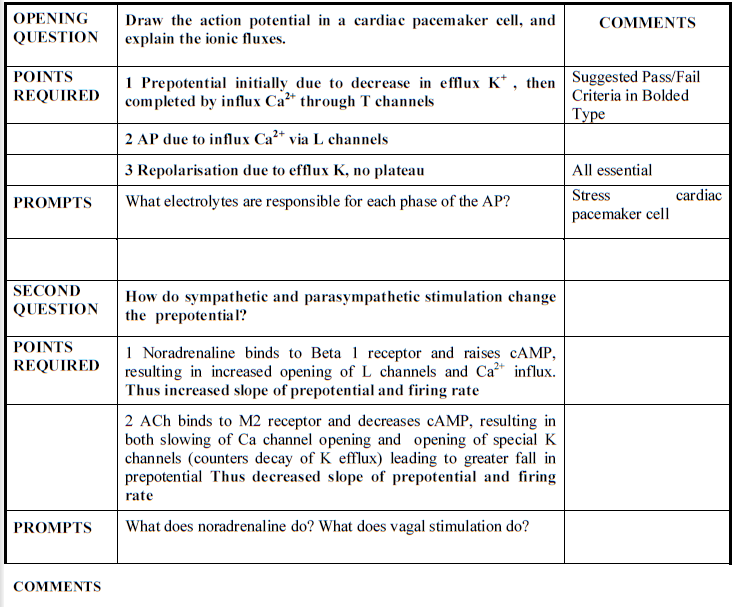 OPENING QUESTION
Draw the action potential in a cardiac pacemaker cell, and
explain the ionic fluxes.
COMMENTS
POINTS REQUIRED
1 Prepotential initially due to decrease in efflux K⁺ , then
completed by influx Ca²⁺ through T channels
Suggested Pass/Fail
Criteria in Bolded
Type
2 AP due to influx Ca²⁺ via L channels
3 Repolarisation due to efflux K, no plateau
All essential
PROMPTS
What electrolytes are responsible for each phase of the AP?
Stress cardiac
pacemaker cell
SECOND QUESTION
How do sympathetic and parasympathetic stimulation change
the prepotential?
POINTS REQUIRED
1 Noradrenaline binds to Beta 1 receptor and raises cAMP,
resulting in increased opening of L channels and Ca²⁺ influx.
Thus increased slope of prepotential and firing rate
2 ACh binds to M2 receptor and decreases cAMP, resulting in
both slowing of Ca channel opening and opening of special K
channels (counters decay of K efflux) leading to greater fall in
prepotential Thus decreased slope of prepotential and firing
rate
PROMPTS
What does noradrenaline do? What does vagal stimulation do?
COMMENTS